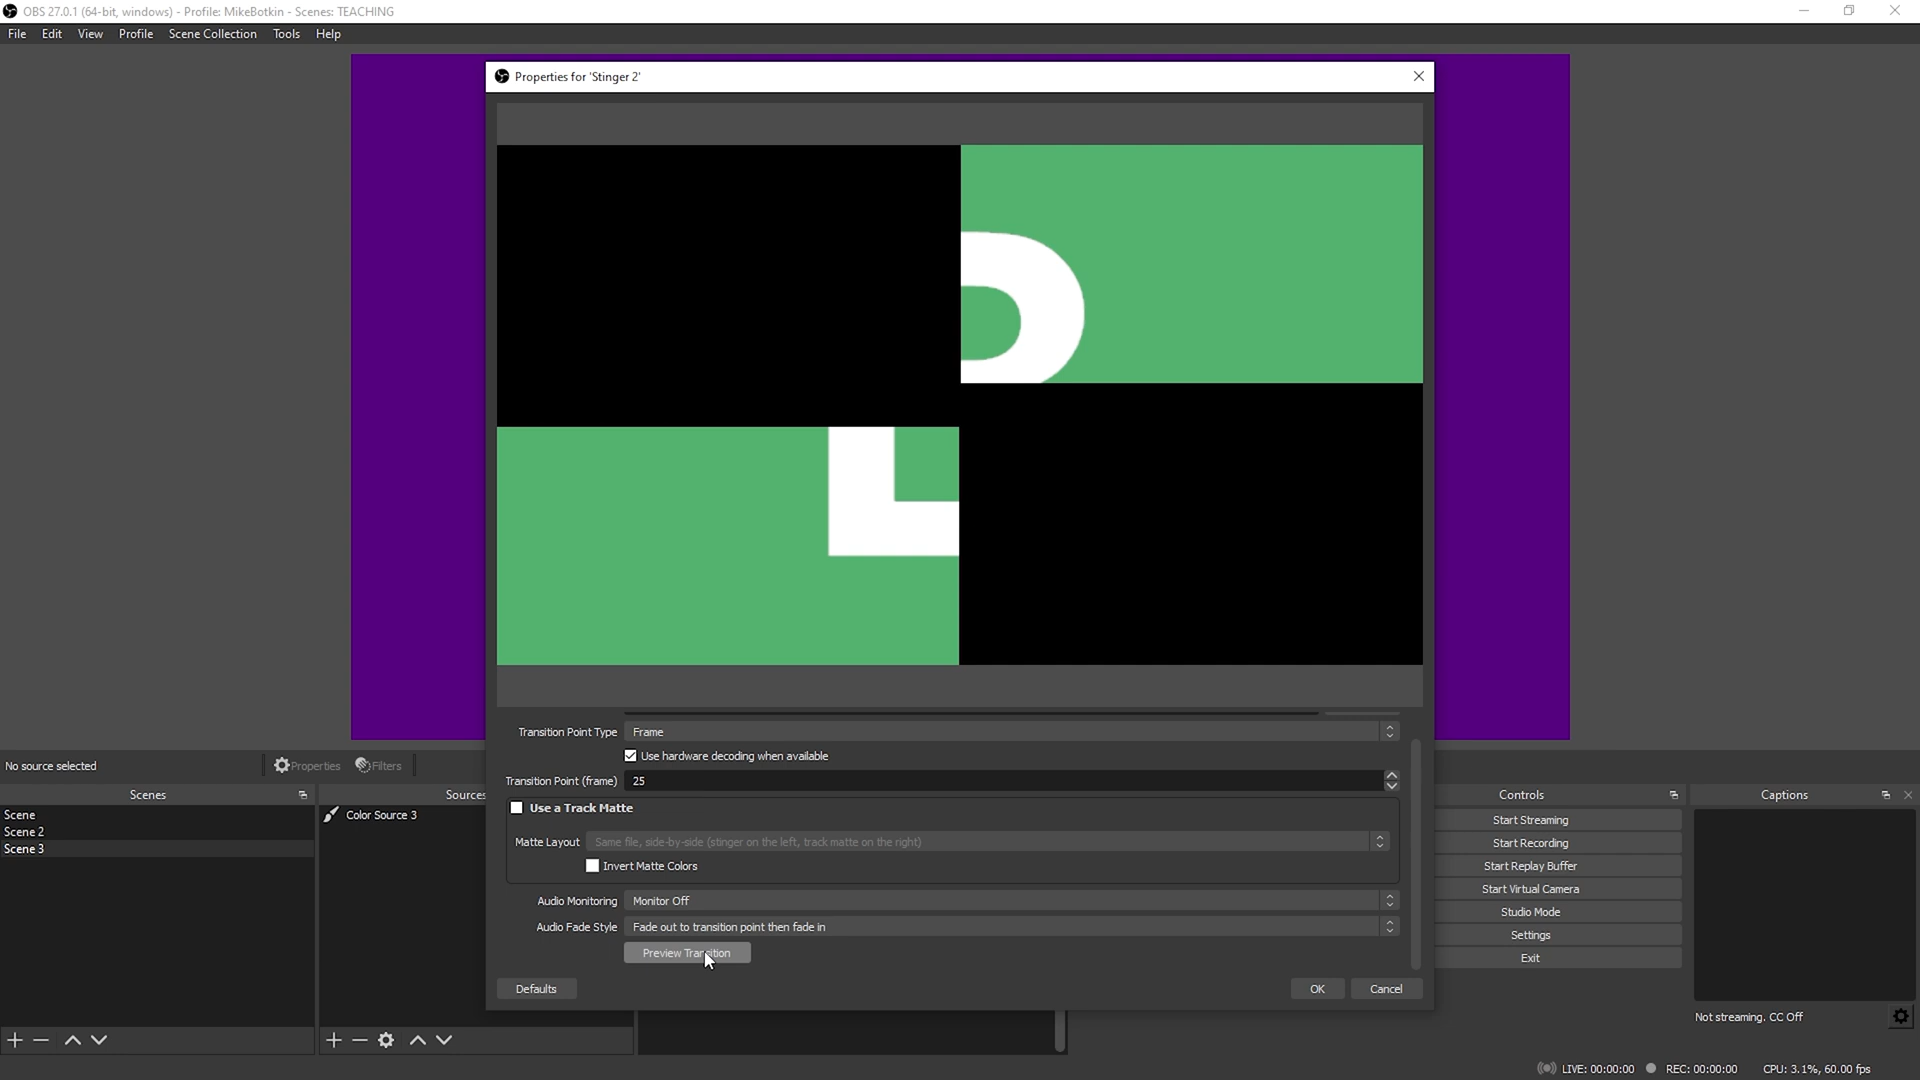 OBS 27.0.1 (64-bit, windows) - Profile: MikeBotkin - Scenes: TEACHING
File Edit View Profile Scene Collection Tools Help
Properties for 'Stinger 2'
Transition Point Type Frame
Use hardware decoding when available
Transition Point (frame) 25
Use a Track Matte
Matte Layout Same file, side-by-side (stinger on the left, track matte on the right)
Invert Matte Colors
Audio Monitoring Monitor Off
Audio Fade Style Fade out to transition point then fade in
Preview Transition
Defaults OK Cancel
No source selected Properties Filters
Scenes
Scene
Scene 2
Scene 3
Sources
Color Source 3
Controls
Start Streaming
Start Recording
Start Replay Buffer
Start Virtual Camera
Studio Mode
Settings
Exit
Captions
Not streaming. CC Off
LIVE: 00:00:00 REC: 00:00:00 CPU: 3.1%, 60.00 fps